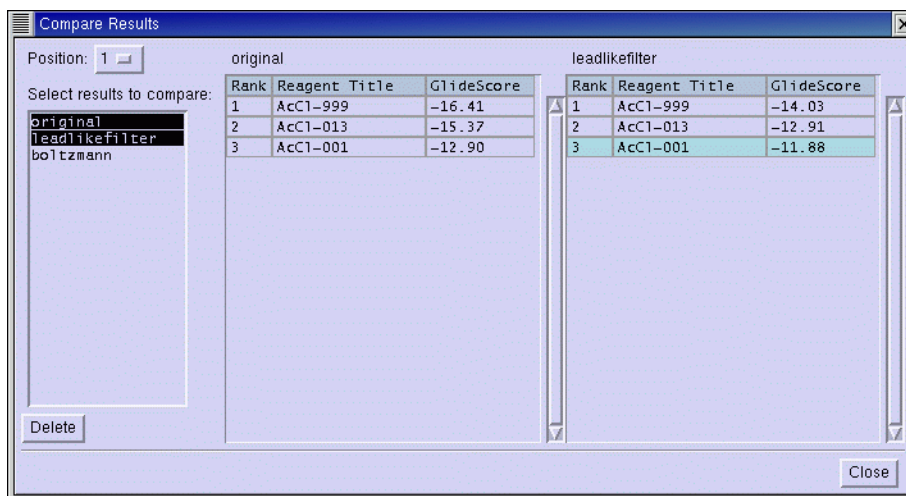 Compare Results
Position: 1
Select results to compare:
original
leadlikefilter
boltzmann
Delete
original
Rank Reagent Title GlideScore
1 AcCl-999 -16.41
2 AcCl-013 -15.37
3 AcCl-001 -12.90
leadlikefilter
Rank Reagent Title GlideScore
1 AcCl-999 -14.03
2 AcCl-013 -12.91
3 AcCl-001 -11.88
Close